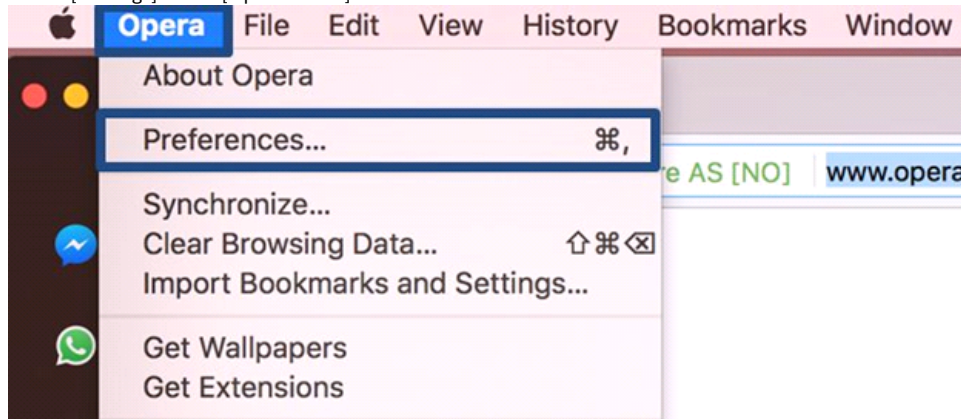 Opera File Edit View History Bookmarks Window
About Opera
Preferences... ⌘,
re AS [NO] www.opera
Synchronize...
Clear Browsing Data... ⇧⌘⌫
Import Bookmarks and Settings...
Get Wallpapers
Get Extensions